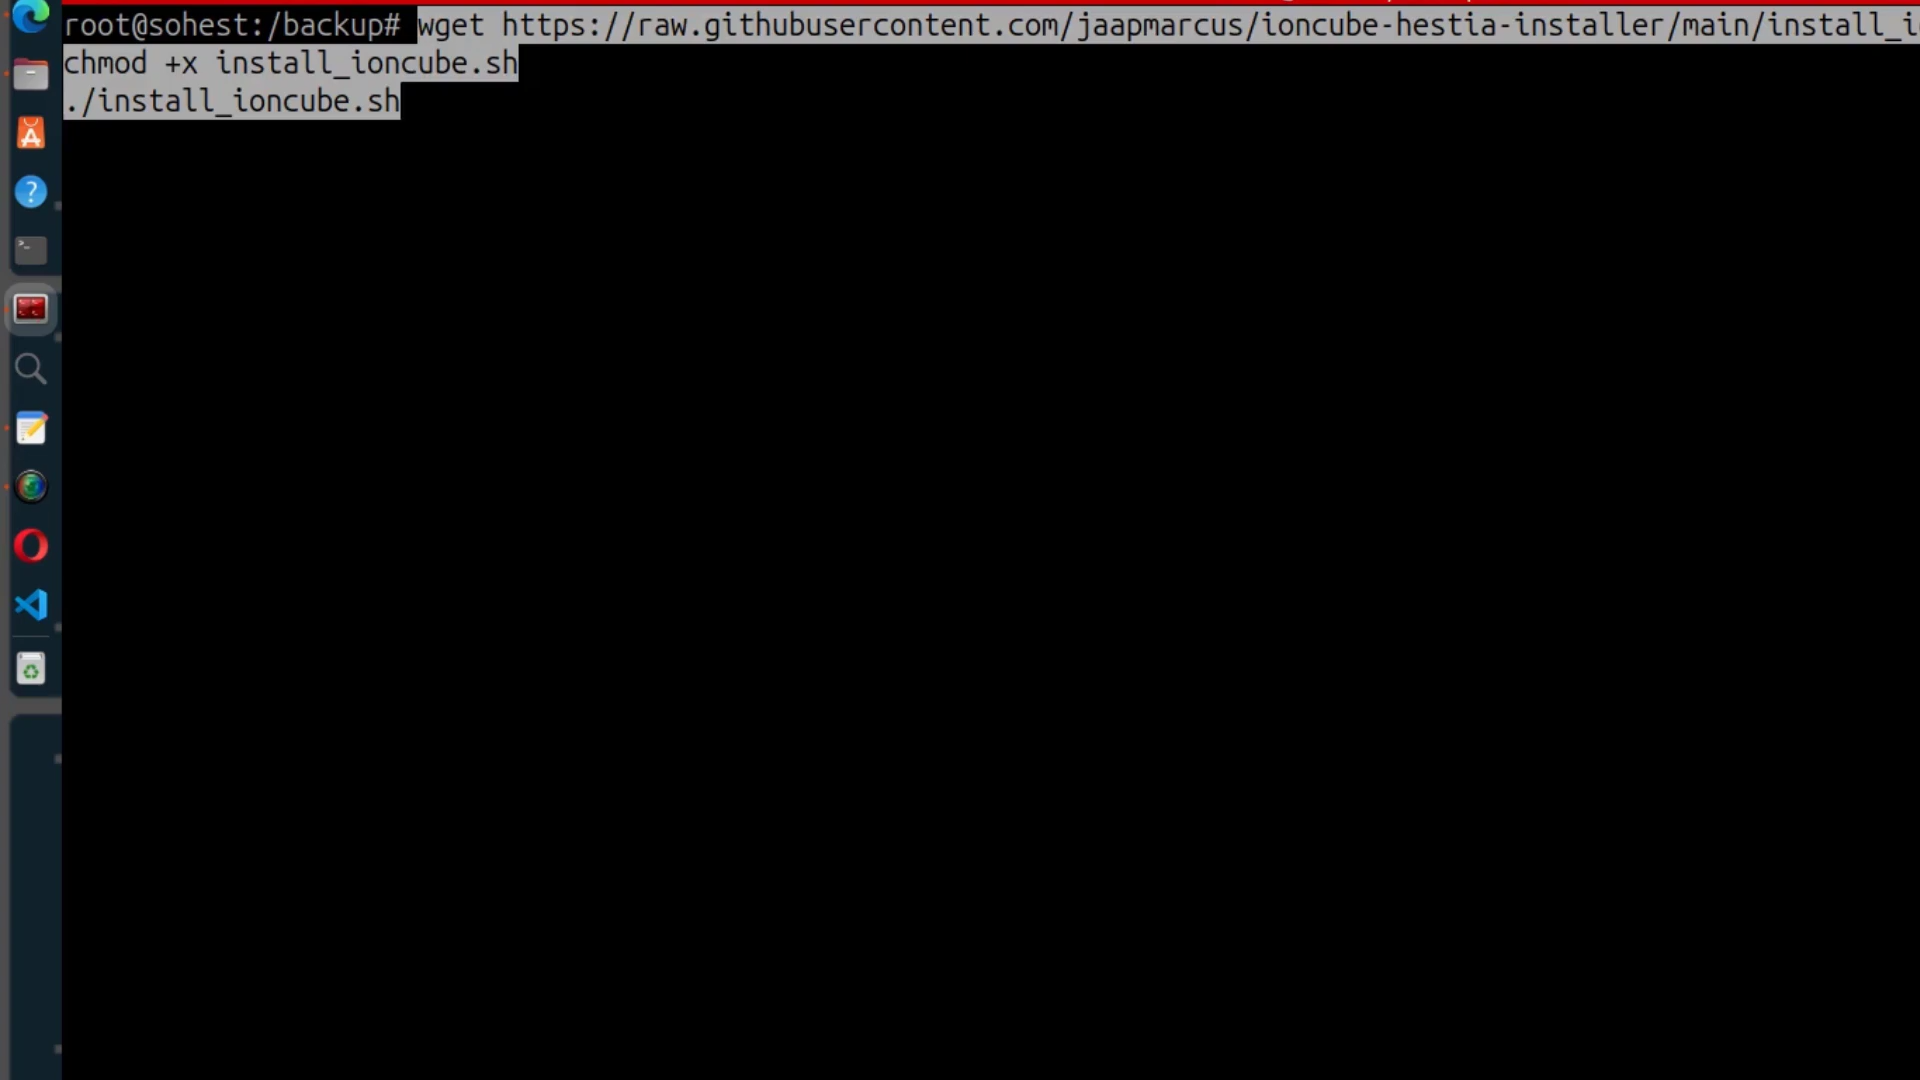 root@sohest:/backup# wget https://raw.githubusercontent.com/jaapmarcus/ioncube-hestia-installer/main/install_i
chmod +x install_ioncube.sh
./install_ioncube.sh